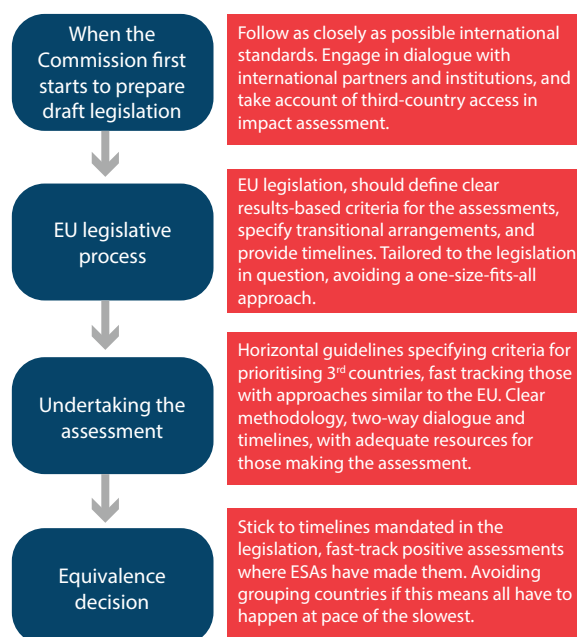 When the
Commission first
starts to prepare
draft legislation
Follow as closely as possible international
standards. Engage in dialogue with
international partners and institutions, and
take account of third-country access in
impact assessment.
EU legislative
process
EU legislation, should define clear
results-based criteria for the assessments,
specify transitional arrangements, and
provide timelines. Tailored to the legislation
in question, avoiding a one-size-fits-all
approach.
Undertaking the
assessment
Horizontal guidelines specifying criteria for
prioritising 3rd countries, fast tracking those
with approaches similar to the EU. Clear
methodology, two-way dialogue and
timelines, with adequate resources for
those making the assessment.
Equivalence
decision
Stick to timelines mandated in the
legislation, fast-track positive assessments
where ESAs have made them. Avoiding
grouping countries if this means all have to
happen at pace of the slowest.